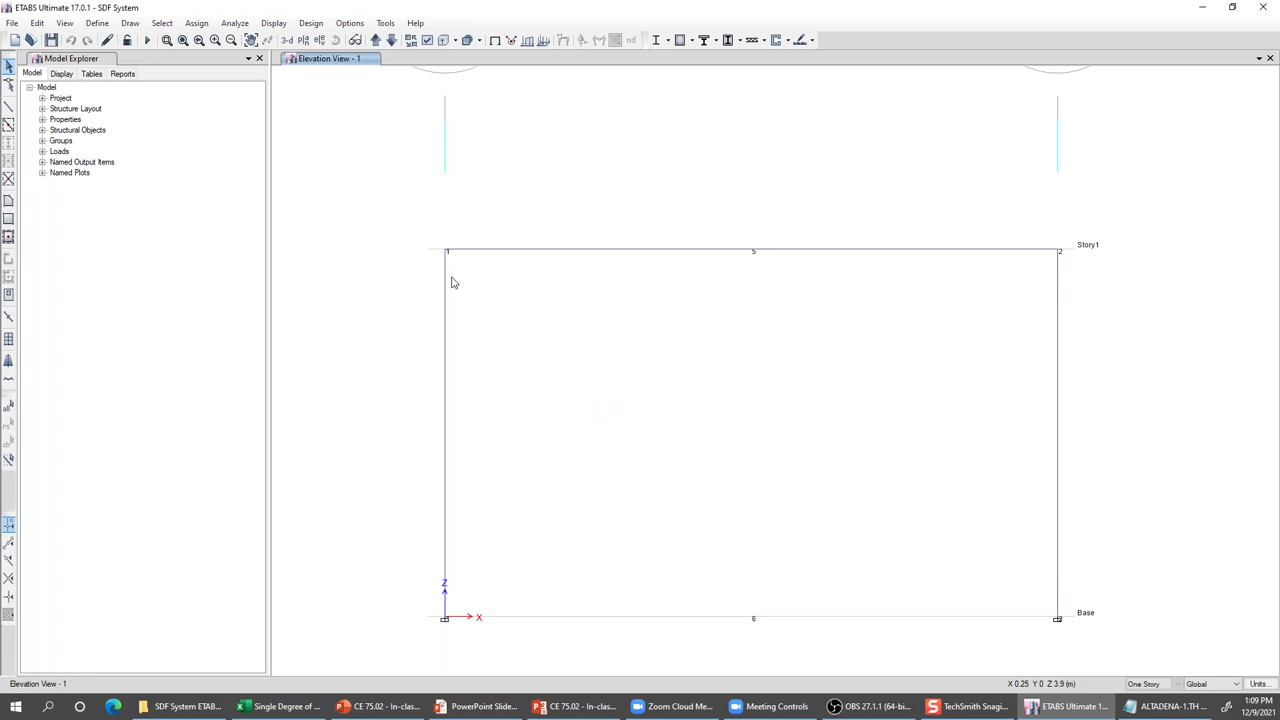 ETABS Ultimate 17.0.1 - SDF System
File Edit View Define Draw Select Assign Analyze Display Design Options Tools Help
3-d
nd
Model Explorer
Elevation View - 1
Model Display Tables Reports
Model
Project
Structure Layout
Properties
Structural Objects
Groups
Loads
Named Output Items
Named Plots
Story1
1 5 2
Z
X
Base
6
all
Elevation View - 1
X 0.25 Y 0 Z 3.9 (m)
One Story
Global
Units...
SDF System ETAB...
Single Degree of ...
CE 75.02 - In-clas...
PowerPoint Slide...
CE 75.02 - In-clas...
Zoom Cloud Me...
Meeting Controls
OBS 27.1.1 (64-bi...
TechSmith Snagi...
ETABS Ultimate 1...
ALTADENA-1.TH ...
1:09 PM
12/9/2021